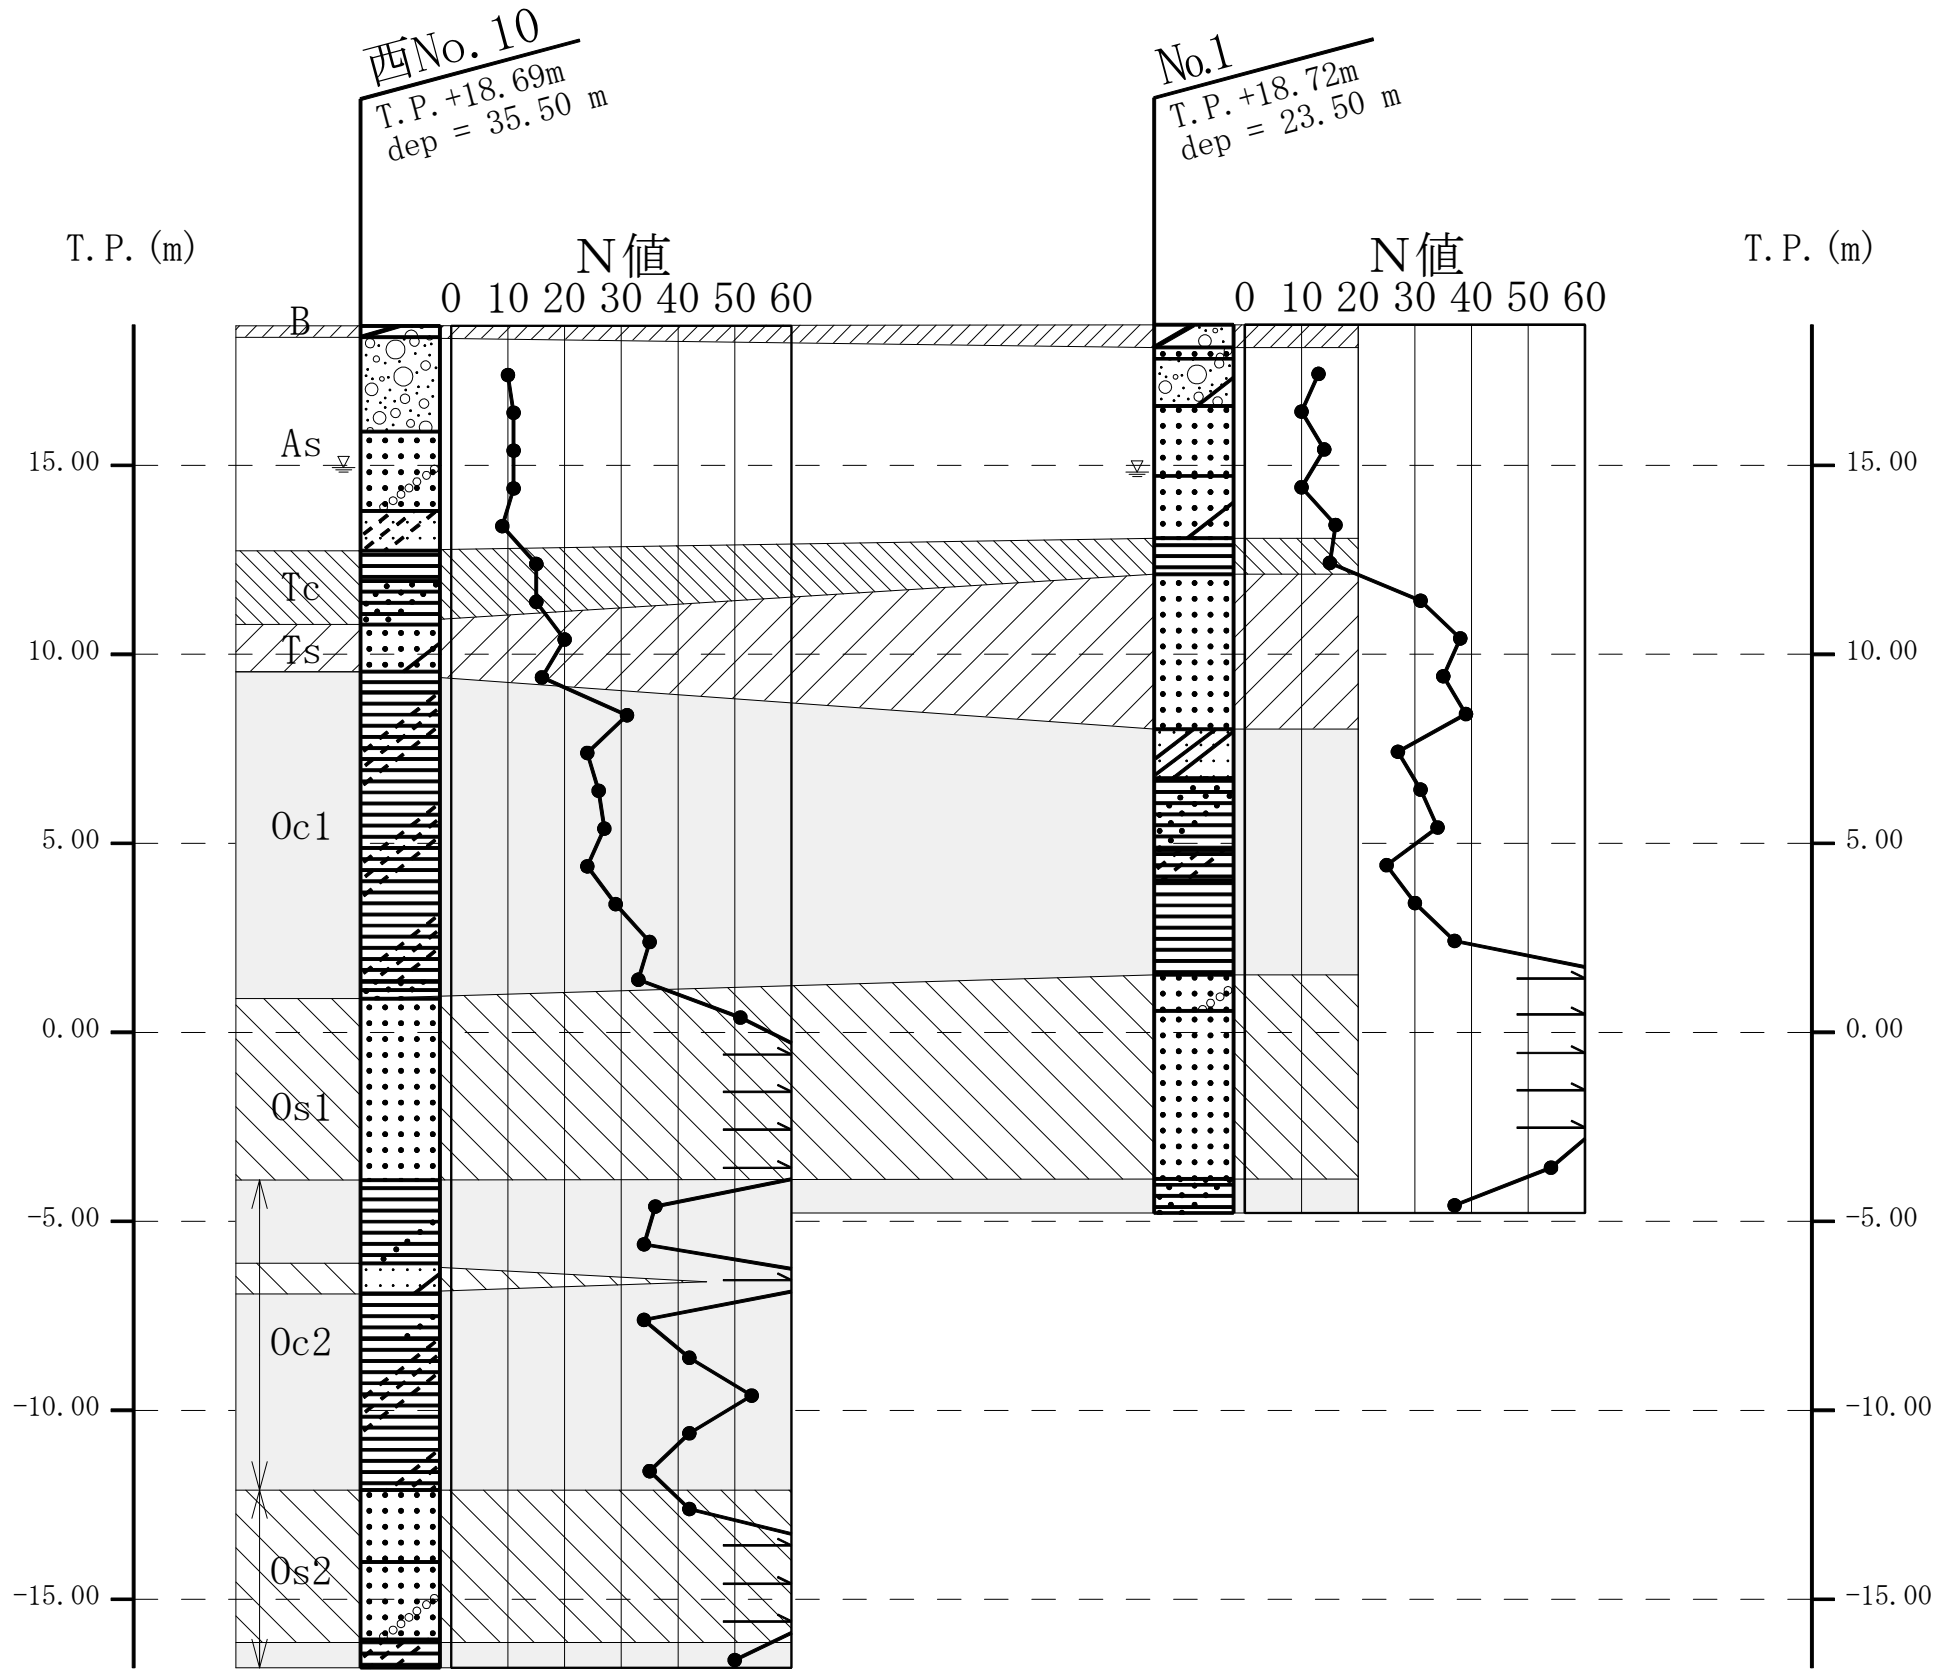 西No. 10
T.P.+18.69m
dep = 35.50 m
No.1
T.P.+18.72m
dep = 23.50 m
T.P.(m)
N値
N値
T.P.(m)
0 10 20 30 40 50 60
0 10 20 30 40 50 60
B
As
15.00
15.00
Tc
Ts
10.00
10.00
Oc1
5.00
5.00
0.00
0.00
Os1
-5.00
-5.00
Oc2
-10.00
-10.00
Os2
-15.00
-15.00